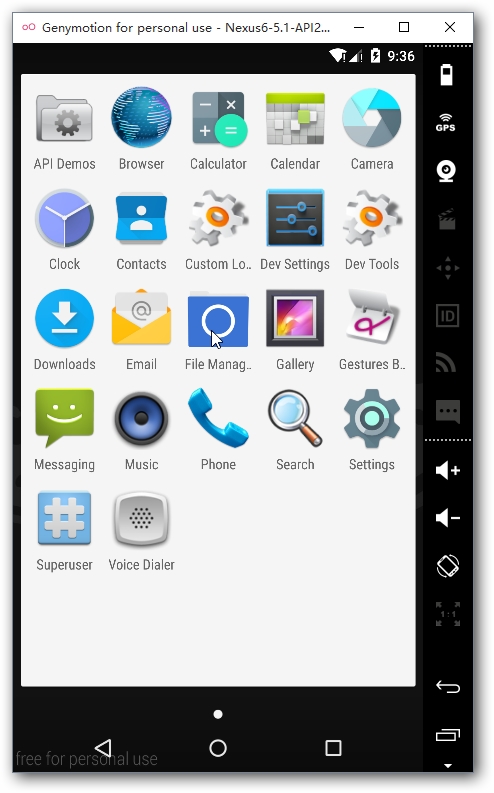 Genymotion for personal use - Nexus6-5.1-API2...
9:36
API Demos Browser Calculator Calendar Camera
Clock Contacts Custom Lo.. Dev Settings Dev Tools
Downloads Email File Manag.. Gallery Gestures B..
Messaging Music Phone Search Settings
Superuser Voice Dialer
free for personal use
GPS
ID
1:1